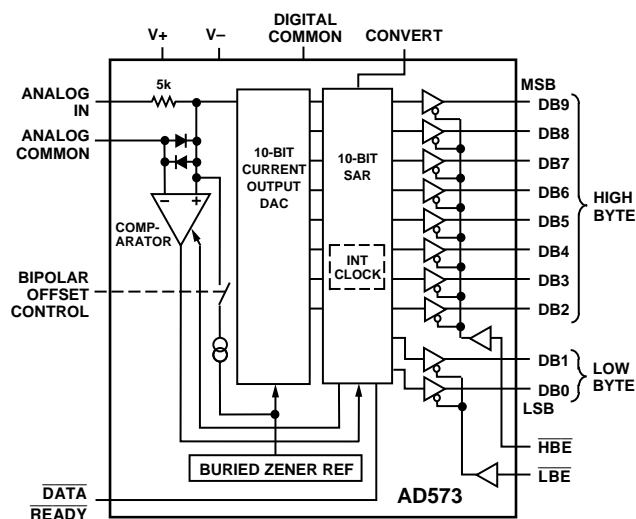 V+
V–
DIGITAL
COMMON
CONVERT
ANALOG
IN
5k
ANALOG
COMMON
10-BIT
CURRENT
OUTPUT
DAC
10-BIT
SAR
INT
CLOCK
–
+
COMP-
ARATOR
BIPOLAR
OFFSET
CONTROL
BURIED ZENER REF
DATA
READY
AD573
MSB
DB9
DB8
DB7
DB6
DB5
DB4
DB3
DB2
HIGH
BYTE
DB1
DB0
LSB
LOW
BYTE
HBE
LBE